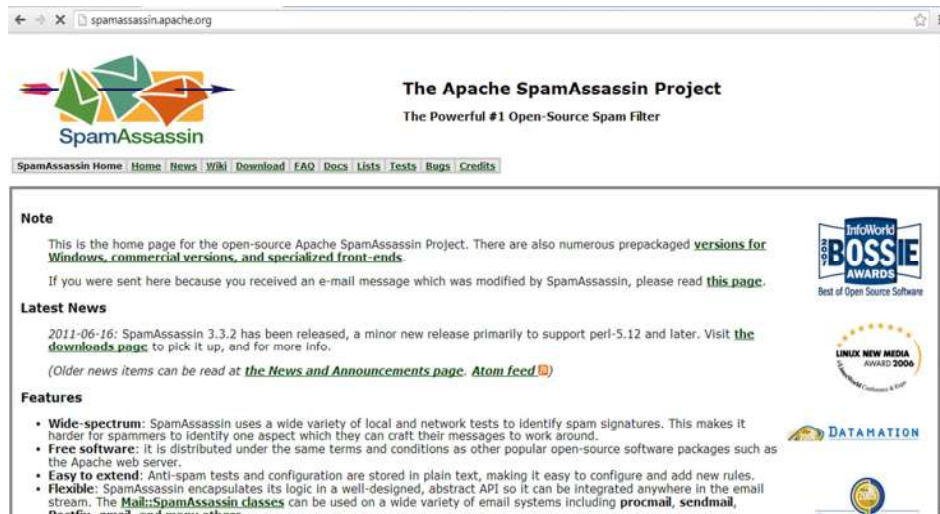 spamassassin.apache.org
SpamAssassin
The Apache SpamAssassin Project
The Powerful #1 Open-Source Spam Filter
SpamAssassin Home Home News Wiki Download FAQ Docs Lists Tests Bugs Credits
Note
This is the home page for the open-source Apache SpamAssassin Project. There are also numerous prepackaged versions for
Windows, commercial versions, and specialized front-ends.
If you were sent here because you received an e-mail message which was modified by SpamAssassin, please read this page.
Latest News
2011-06-16: SpamAssassin 3.3.2 has been released, a minor new release primarily to support perl-5.12 and later. Visit the
downloads page to pick it up, and for more info.
(Older news items can be read at the News and Announcements page. Atom feed)
Features
• Wide-spectrum: SpamAssassin uses a wide variety of local and network tests to identify spam signatures. This makes it
harder for spammers to identify one aspect which they can craft their messages to work around.
• Free software: it is distributed under the same terms and conditions as other popular open-source software packages such as
the Apache web server.
• Easy to extend: Anti-spam tests and configuration are stored in plain text, making it easy to configure and add new rules.
• Flexible: SpamAssassin encapsulates its logic in a well-designed, abstract API so it can be integrated anywhere in the email
stream. The Mail::SpamAssassin classes can be used on a wide variety of email systems including procmail, sendmail,
Postfix, qmail, and many others.
InfoWorld
2007
BOSSIE
AWARDS
Best of Open Source Software
LINUX NEW MEDIA
AWARD 2006
LinuxWorld Conference & Expo
DATAMATION